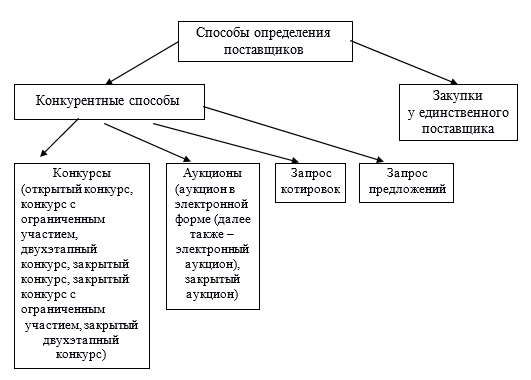 Способы определения
поставщиков
Конкурентные способы
Закупки
у единственного
поставщика
Конкурсы
(открытый конкурс,
конкурс с
ограниченным
участием,
двухэтапный
конкурс, закрытый
конкурс, закрытый
конкурс с
ограниченным
участием, закрытый
двухэтапный
конкурс)
Аукционы
(аукцион в
электронной
форме (далее
также –
электронный
аукцион),
закрытый
аукцион)
Запрос
котировок
Запрос
предложений